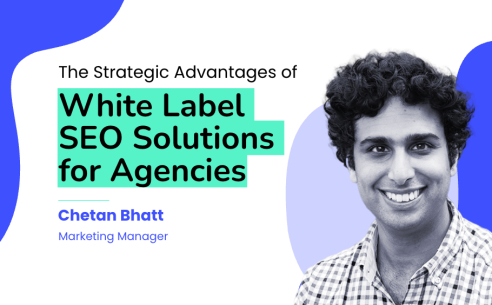 The Strategic Advantages of
White Label
SEO Solutions
for Agencies
Chetan Bhatt
Marketing Manager